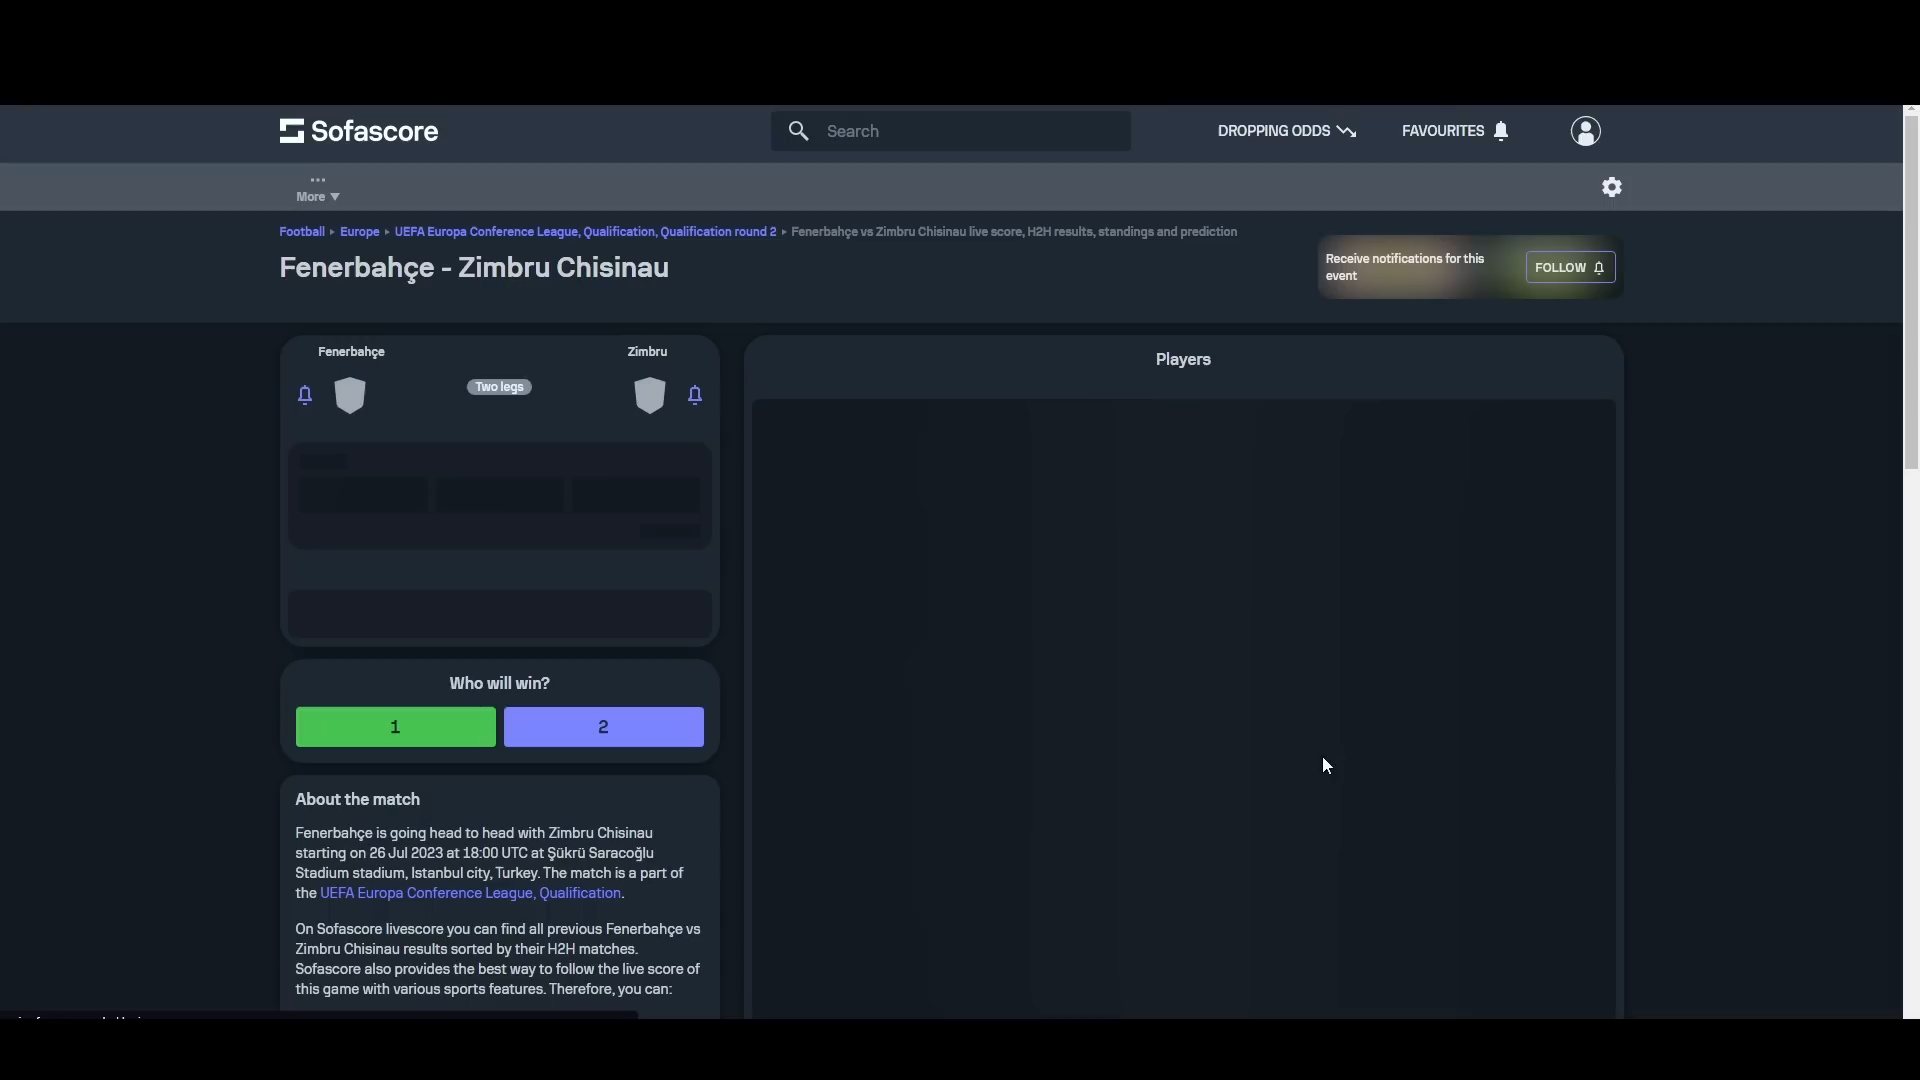 Sofascore
Search
DROPPING ODDS
FAVOURITES
More
Football
Europe
UEFA Europa Conference League, Qualification, Qualification round 2
Fenerbahçe vs Zimbru Chisinau live score, H2H results, standings and prediction
Fenerbahçe - Zimbru Chisinau
Receive notifications for this
event
FOLLOW
Fenerbahçe
Zimbru
Two legs
Players
Who will win?
1
2
About the match
Fenerbahçe is going head to head with Zimbru Chisinau
starting on 26 Jul 2023 at 18:00 UTC at Şükrü Saracoğlu
Stadium stadium, Istanbul city, Turkey. The match is a part of
the UEFA Europa Conference League, Qualification.
On Sofascore livescore you can find all previous Fenerbahçe vs
Zimbru Chisinau results sorted by their H2H matches.
Sofascore also provides the best way to follow the live score of
this game with various sports features. Therefore, you can: